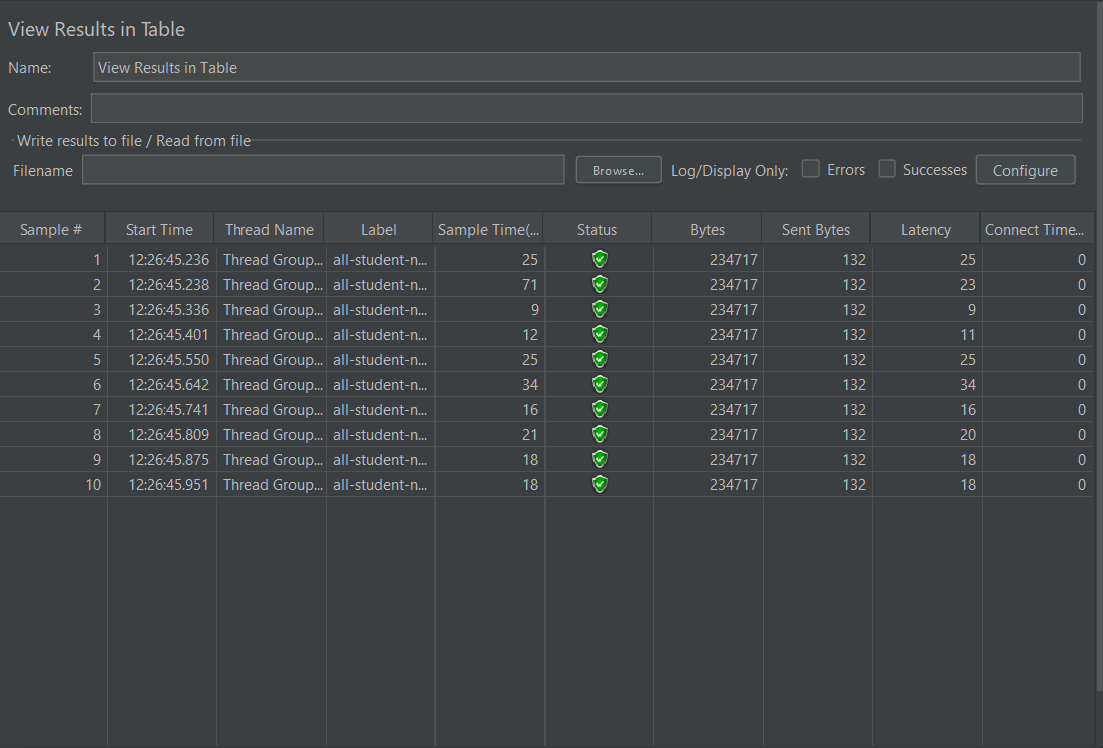 View Results in Table
Name: View Results in Table
Comments:
Write results to file / Read from file
Filename Browse... Log/Display Only: Errors Successes Configure
Sample # Start Time Thread Name Label Sample Time(... Status Bytes Sent Bytes Latency Connect Time...
1 12:26:45.236 Thread Group... all-student-n... 25 234717 132 25 0
2 12:26:45.238 Thread Group... all-student-n... 71 234717 132 23 0
3 12:26:45.336 Thread Group... all-student-n... 9 234717 132 9 0
4 12:26:45.401 Thread Group... all-student-n... 12 234717 132 11 0
5 12:26:45.550 Thread Group... all-student-n... 25 234717 132 25 0
6 12:26:45.642 Thread Group... all-student-n... 34 234717 132 34 0
7 12:26:45.741 Thread Group... all-student-n... 16 234717 132 16 0
8 12:26:45.809 Thread Group... all-student-n... 21 234717 132 20 0
9 12:26:45.875 Thread Group... all-student-n... 18 234717 132 18 0
10 12:26:45.951 Thread Group... all-student-n... 18 234717 132 18 0